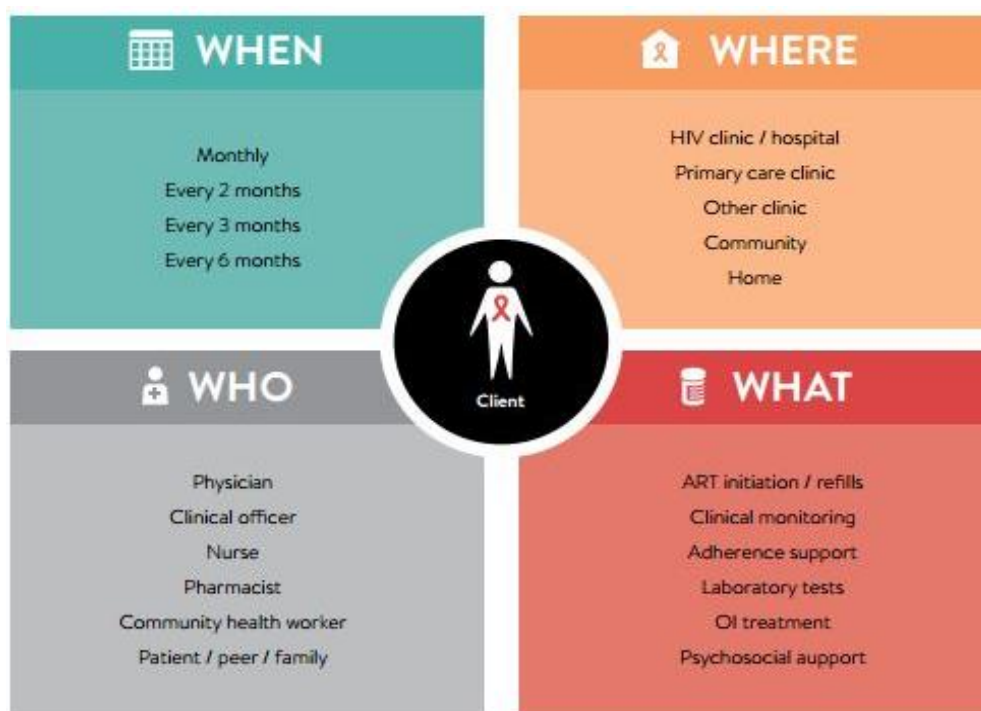 WHEN
Monthly
Every 2 months
Every 3 months
Every 6 months
WHERE
HIV clinic / hospital
Primary care clinic
Other clinic
Community
Home
Client
WHO
Physician
Clinical officer
Nurse
Pharmacist
Community health worker
Patient / peer / family
WHAT
ART initiation / refills
Clinical monitoring
Adherence support
Laboratory tests
OI treatment
Psychosocial aupport